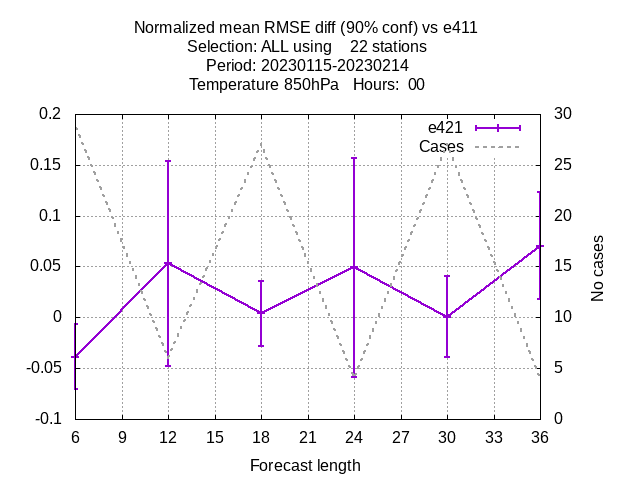 Normalized mean RMSE diff (90% conf) vs e411
Selection: ALL using    22 stations
Period: 20230115-20230214
Temperature 850hPa   Hours:  00
0.2
0.15
0.1
0.05
0
-0.05
-0.1
30
25
20
15
10
5
0
e421
Cases
No cases
6 9 12 15 18 21 24 27 30 33 36
Forecast length